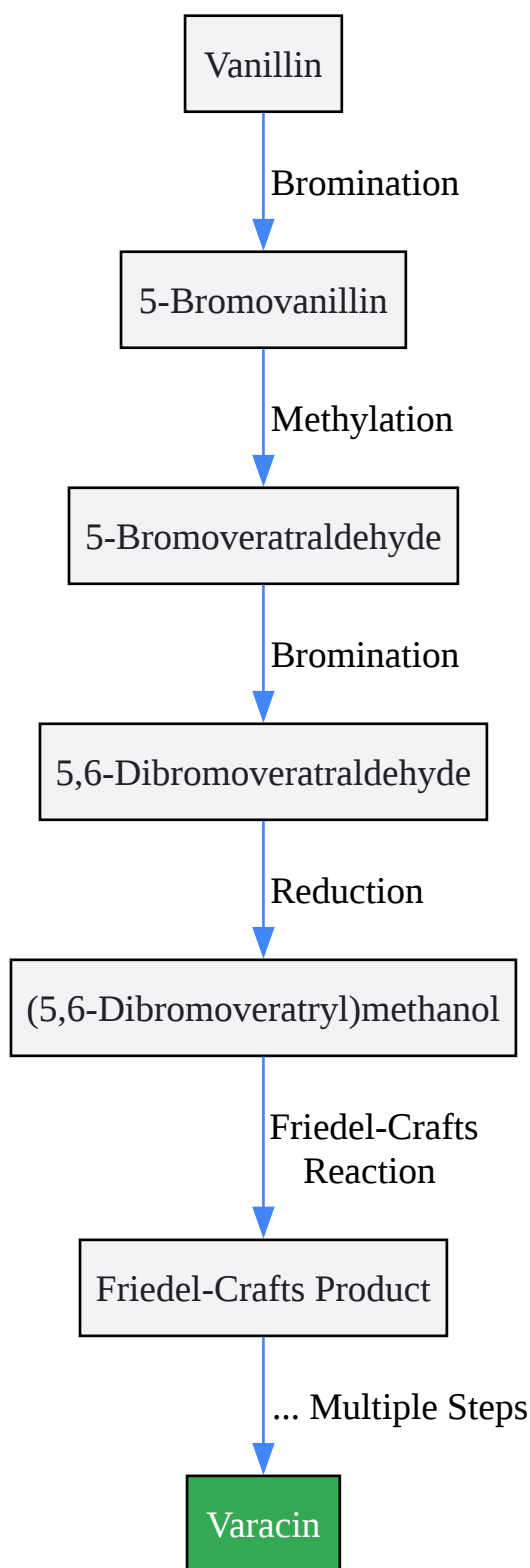 Vanillin
Bromination
5-Bromovanillin
Methylation
5-Bromoveratraldehyde
Bromination
5,6-Dibromoveratraldehyde
Reduction
(5,6-Dibromoveratryl)methanol
Friedel-Crafts
Reaction
Friedel-Crafts Product
... Multiple Steps
Varacin